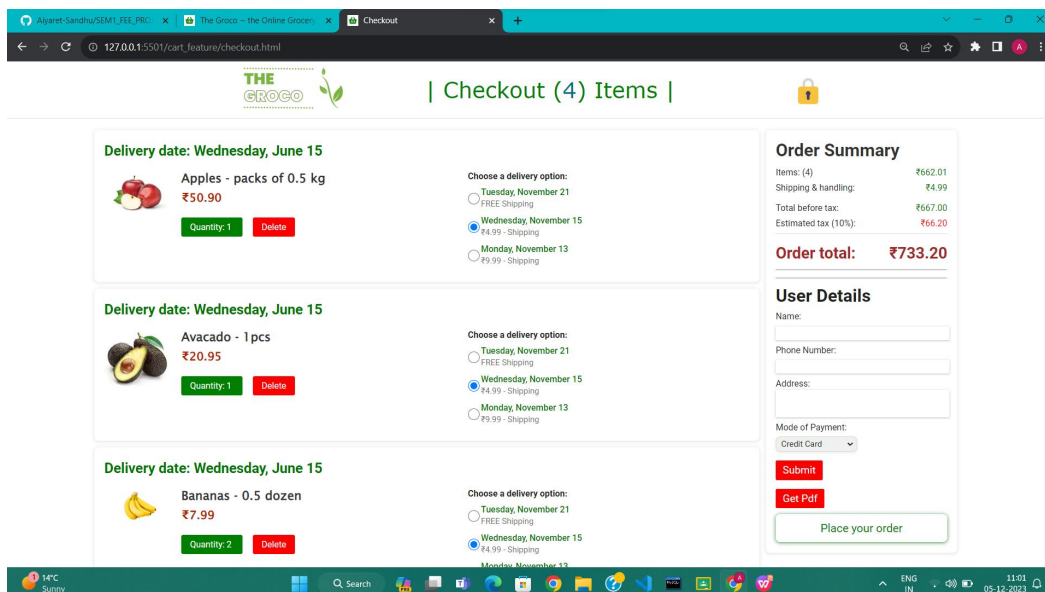 Aiyaret-Sandhu/SEM1_FEE_PRO
The Groco – the Online Grocery
Checkout
127.0.0.1:5501/cart_feature/checkout.html
A
THE
GROCO
| Checkout (4) Items |
Delivery date: Wednesday, June 15
Apples - packs of 0.5 kg
₹50.90
Quantity: 1
Delete
Choose a delivery option:
Tuesday, November 21
FREE Shipping
Wednesday, November 15
₹4.99 - Shipping
Monday, November 13
₹9.99 - Shipping
Delivery date: Wednesday, June 15
Avacado - 1pcs
₹20.95
Quantity: 1
Delete
Choose a delivery option:
Tuesday, November 21
FREE Shipping
Wednesday, November 15
₹4.99 - Shipping
Monday, November 13
₹9.99 - Shipping
Delivery date: Wednesday, June 15
Bananas - 0.5 dozen
₹7.99
Quantity: 2
Delete
Choose a delivery option:
Tuesday, November 21
FREE Shipping
Wednesday, November 15
₹4.99 - Shipping
Monday, November 13
Order Summary
Items: (4) ₹662.01
Shipping & handling: ₹4.99
Total before tax: ₹667.00
Estimated tax (10%): ₹66.20
Order total: ₹733.20
User Details
Name:
Phone Number:
Address:
Mode of Payment:
Credit Card
Submit
Get Pdf
Place your order
1
14°C
Sunny
Search
ENG
IN
11:01
05-12-2023